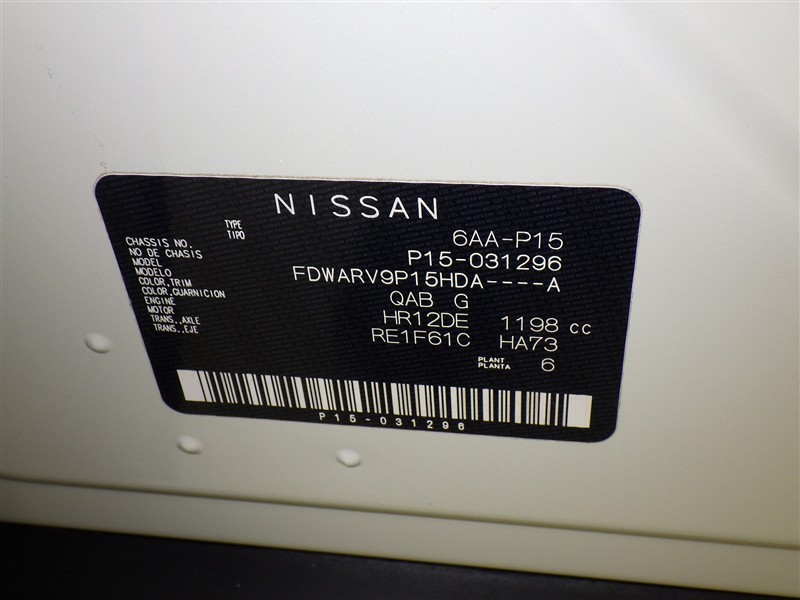 NISSAN
TYPE 6AA-P15
TIPO
CHASSIS NO. P15-031296
NO DE CHASIS
MODEL FDWARV9P15HDA----A
MODELO
COLOR,TRIM QAB G
COLOR,GUARNICION
ENGINE HR12DE 1198 cc
MOTOR
TRANS.,AXLE RE1F61C HA73
TRANS.,EJE
PLANT 6
PLANTA
P15-031296